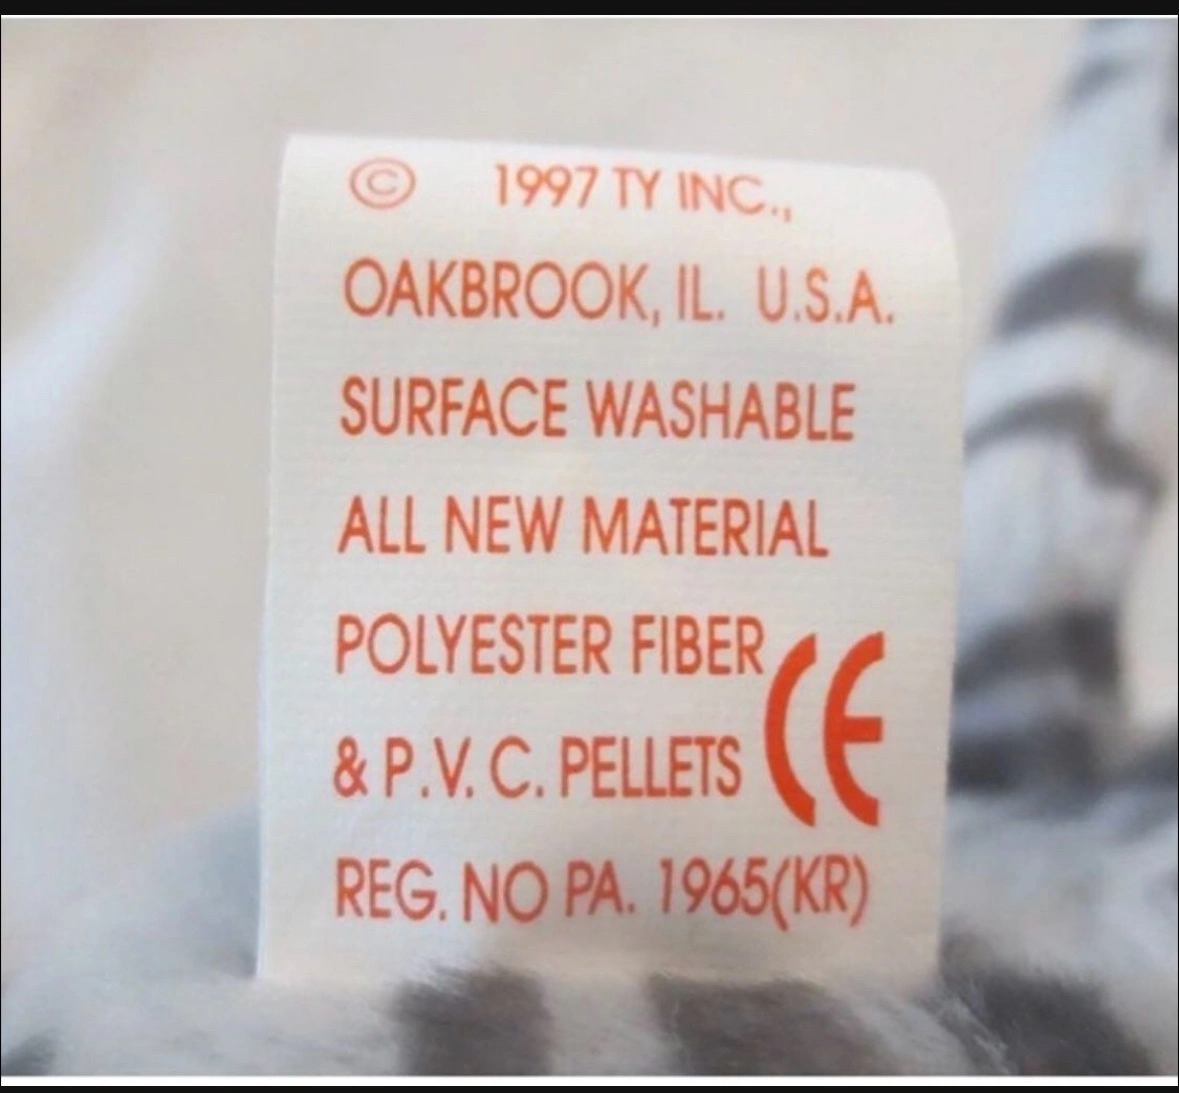 © 1997 TY INC.,
OAKBROOK, IL. U.S.A.
SURFACE WASHABLE
ALL NEW MATERIAL
POLYESTER FIBER
& P.V. C. PELLETS CE
REG. NO PA. 1965(KR)